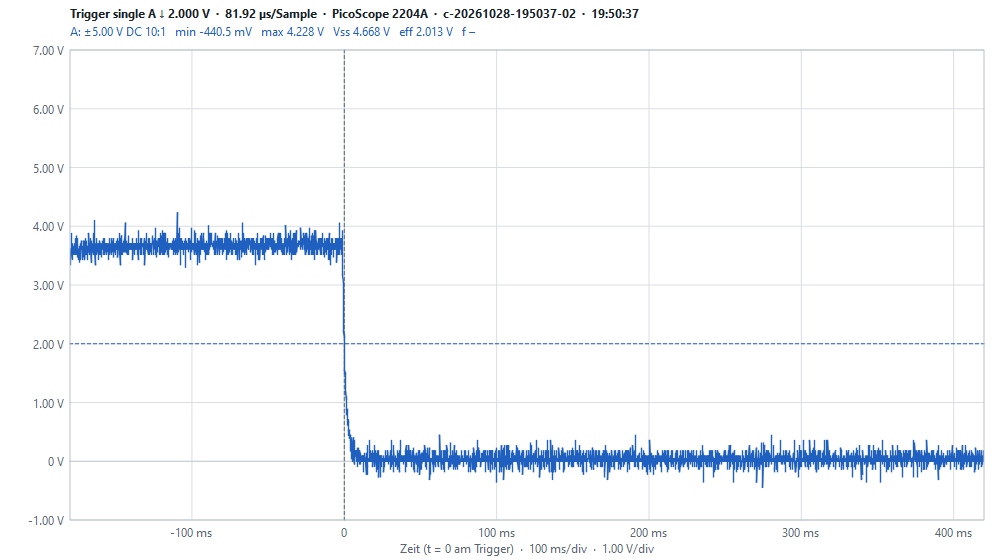 Trigger single A ↓ 2.000 V · 81.92 µs/Sample · PicoScope 2204A · c-20261028-195037-02 · 19:50:37
A: ±5.00 V DC 10:1 min -440.5 mV max 4.228 V Vss 4.668 V eff 2.013 V f –
7.00 V
6.00 V
5.00 V
4.00 V
3.00 V
2.00 V
1.00 V
0 V
-1.00 V
-100 ms 0 100 ms 200 ms 300 ms 400 ms
Zeit (t = 0 am Trigger) · 100 ms/div · 1.00 V/div